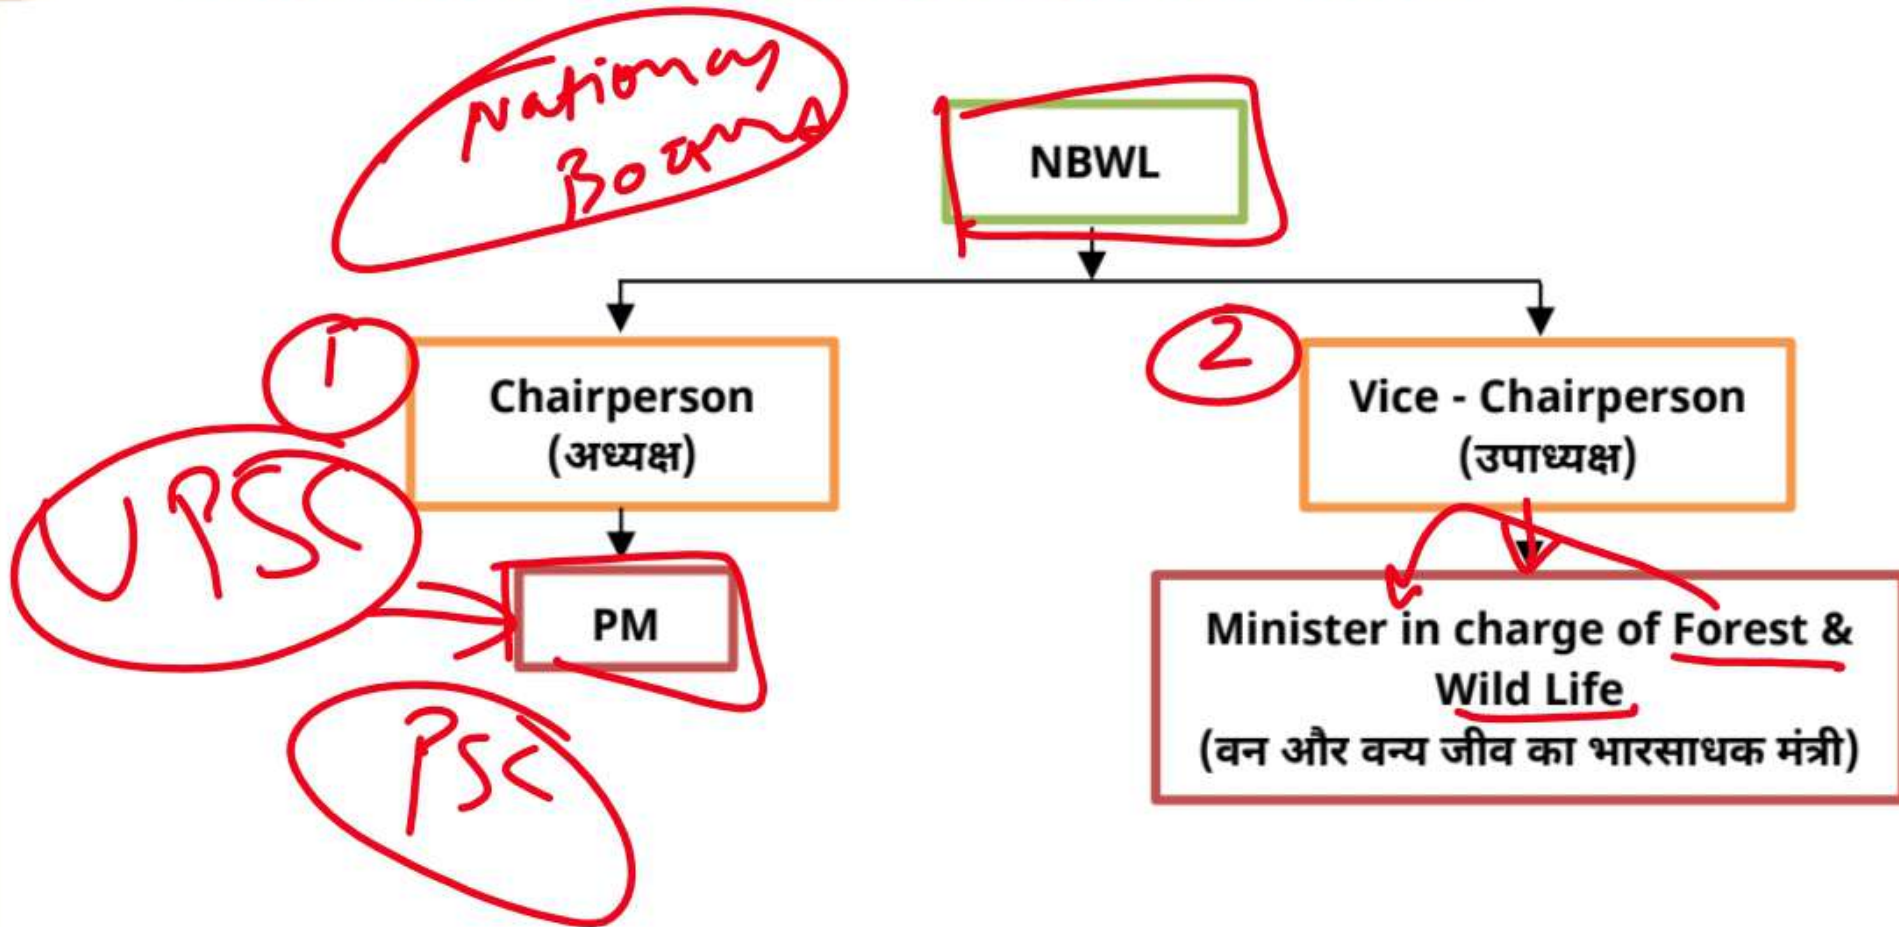 National
Board
NBWL
1
Chairperson
(अध्यक्ष)
2
Vice - Chairperson
(उपाध्यक्ष)
UPSC
PM
Minister in charge of Forest &
Wild Life
(वन और वन्य जीव का भारसाधक मंत्री)
PSC